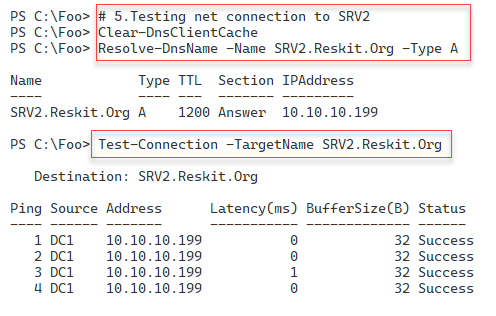 PS C:\Foo> # 5.Testing net connection to SRV2
PS C:\Foo> Clear-DnsClientCache
PS C:\Foo> Resolve-DnsName -Name SRV2.Reskit.Org -Type A
Name Type TTL Section IPAddress
---- ---- --- ------- ---------
SRV2.Reskit.Org A 1200 Answer 10.10.10.199
PS C:\Foo> Test-Connection -TargetName SRV2.Reskit.Org
Destination: SRV2.Reskit.Org
Ping Source Address Latency(ms) BufferSize(B) Status
---- ------ ------- ----------- ------------- ------
1 DC1 10.10.10.199 0 32 Success
2 DC1 10.10.10.199 0 32 Success
3 DC1 10.10.10.199 1 32 Success
4 DC1 10.10.10.199 0 32 Success